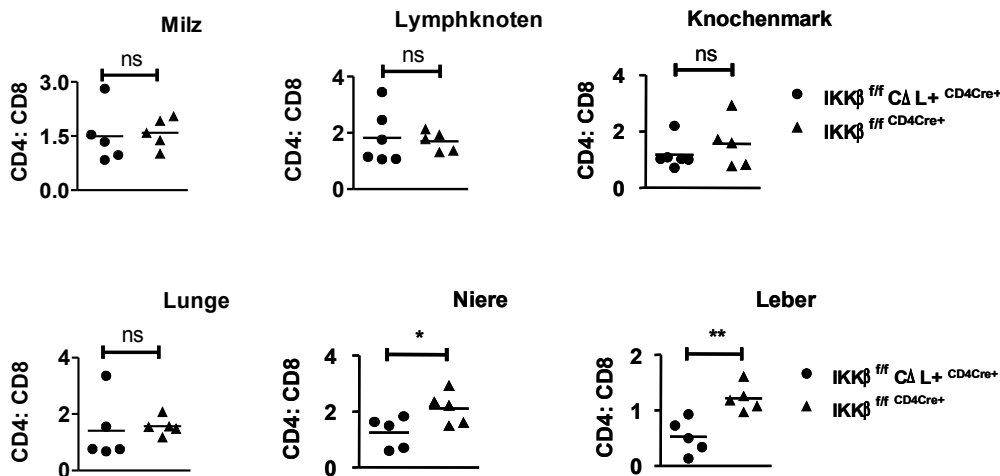 Milz
ns
CD4: CD8
3.0
1.5
0.0
Lymphknoten
ns
CD4: CD8
4
2
0
Knochenmark
ns
CD4: CD8
4
2
0
IKKβ f/f CΔ L+ CD4Cre+
IKKβ f/f CD4Cre+
Lunge
ns
CD4: CD8
4
2
0
Niere
*
CD4: CD8
4
2
0
Leber
**
CD4: CD8
2
1
0
IKKβ f/f CΔ L+ CD4Cre+
IKKβ f/f CD4Cre+